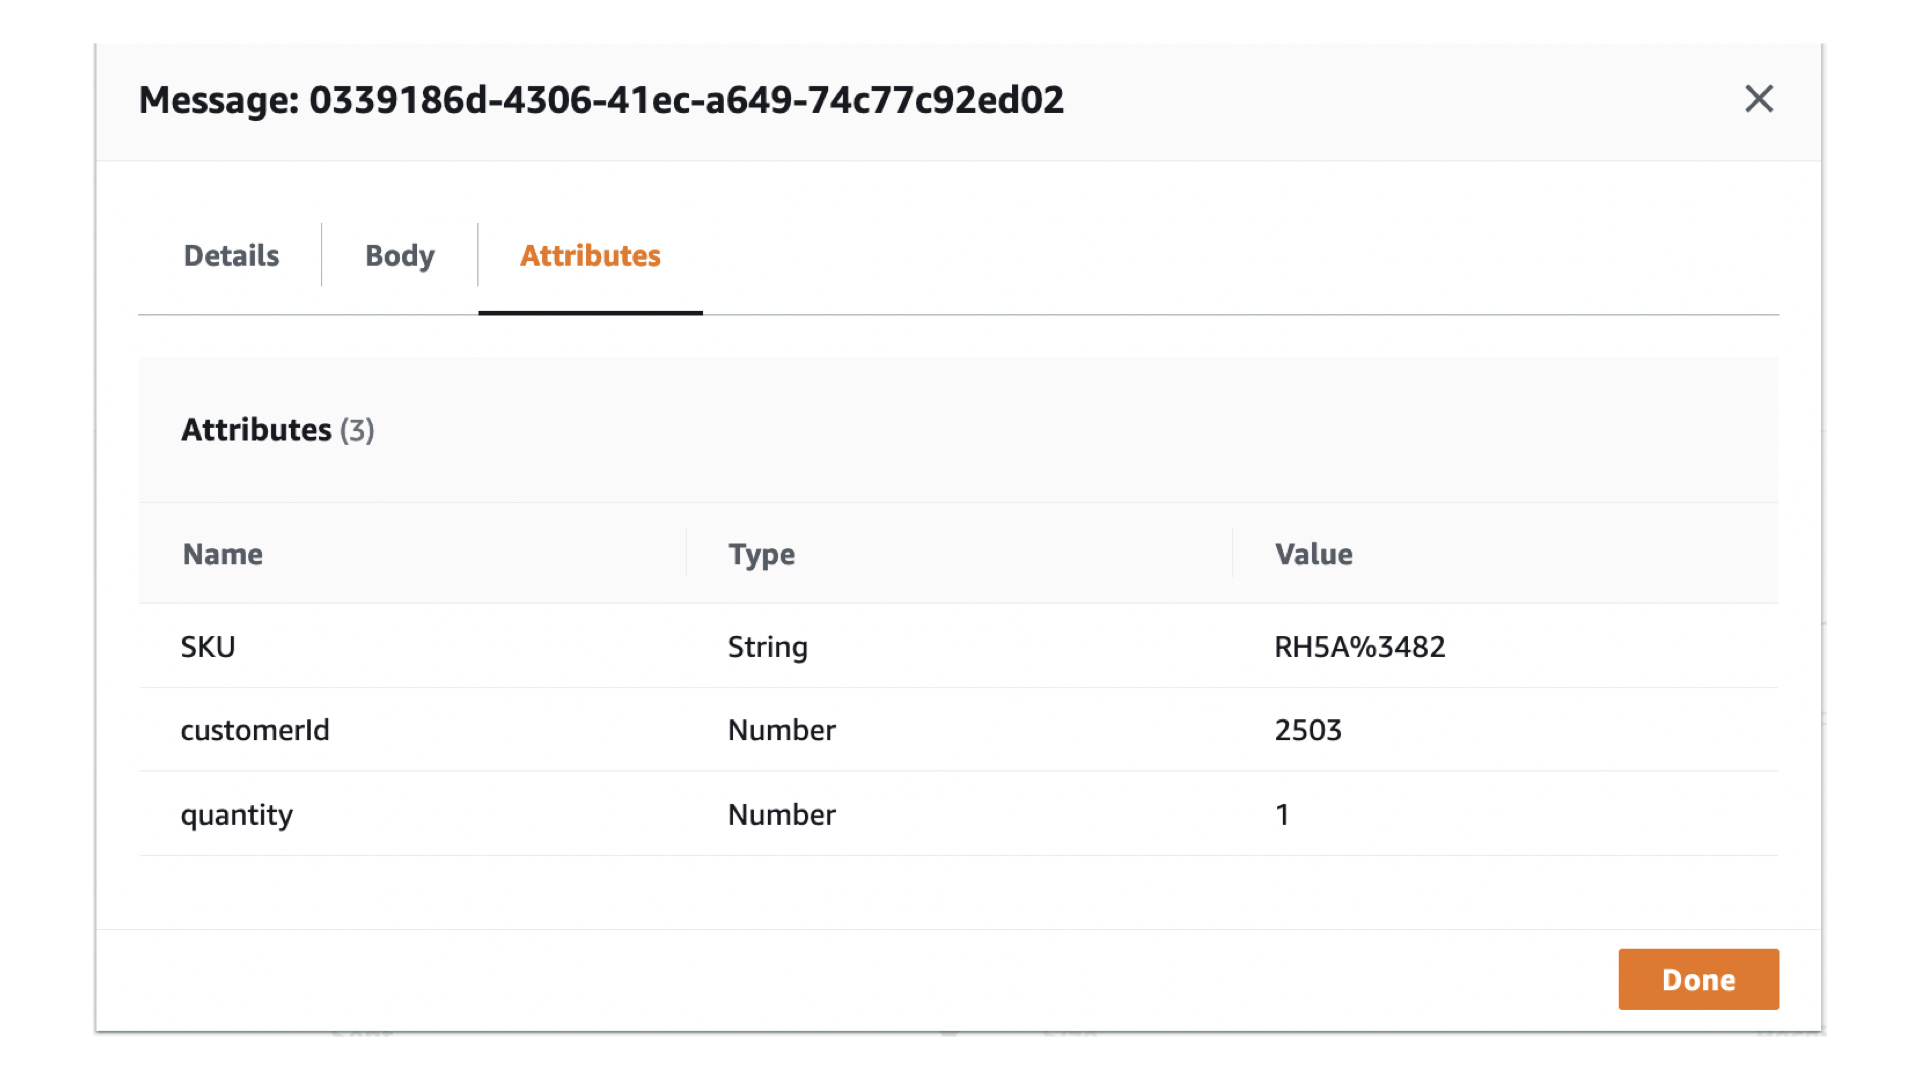 Message: 0339186d-4306-41ec-a649-74c77c92ed02
Details Body Attributes
Attributes (3)
Name Type Value
SKU String RH5A%3482
customerId Number 2503
quantity Number 1
Done